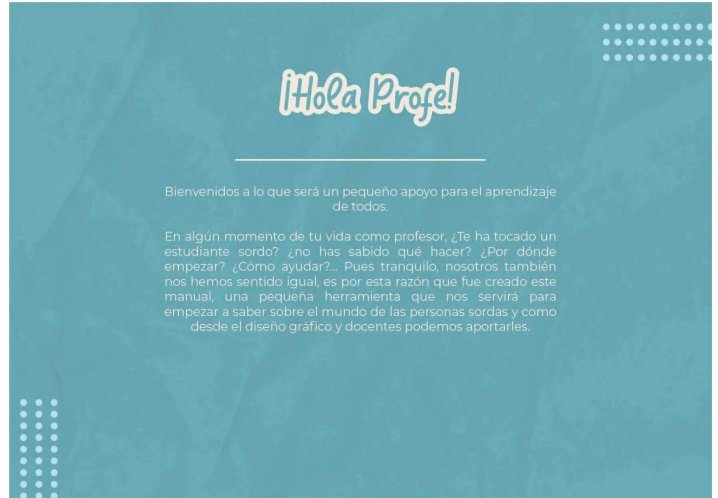 ¡Hola Profe!
Bienvenidos a lo que será un pequeño apoyo para el aprendizaje
de todos.
En algún momento de tu vida como profesor, ¿Te ha tocado un
estudiante sordo? ¿no has sabido qué hacer? ¿Por dónde
empezar? ¿Cómo ayudar?... Pues tranquilo, nosotros también
nos hemos sentido igual, es por esta razón que fue creado este
manual, una pequeña herramienta que nos servirá para
empezar a saber sobre el mundo de las personas sordas y como
desde el diseño gráfico y docentes podemos aportarles.